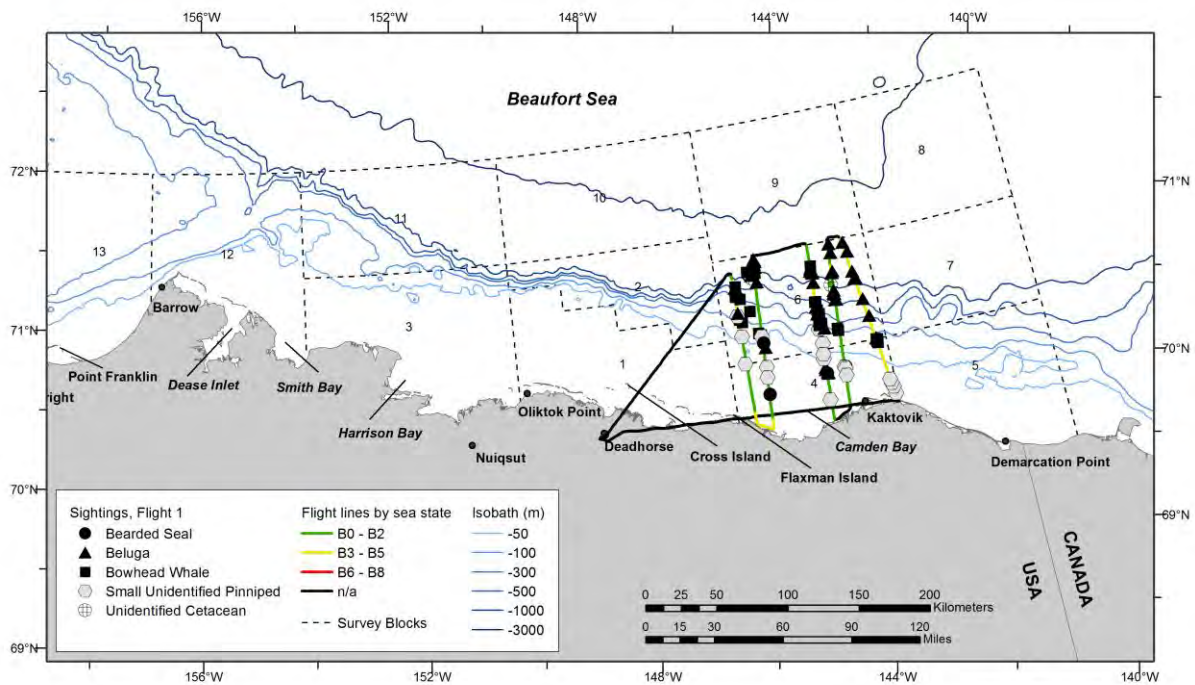 156°W 152°W 148°W 144°W 140°W
Beaufort Sea
8
72°N 9 71°N
10
11
13 12 7
2 6
Barrow
71°N 3 70°N
Point Franklin 1 5
Dease Inlet Smith Bay 4
right
Oliktok Point Kaktovik
Harrison Bay Deadhorse Camden Bay
Nuiqsut Cross Island Demarcation Point
Flaxman Island
70°N
69°N
Sightings, Flight 1
Bearded Seal
Beluga
Bowhead Whale
Small Unidentified Pinniped
Unidentified Cetacean
Flight lines by sea state
B0 - B2
B3 - B5
B6 - B8
n/a
Survey Blocks
Isobath (m)
-50
-100
-300
-500
-1000
-3000
USA
CANADA
0 25 50 100 150 200
Kilometers
0 15 30 60 90 120
Miles
69°N
156°W 152°W 148°W 144°W 140°W